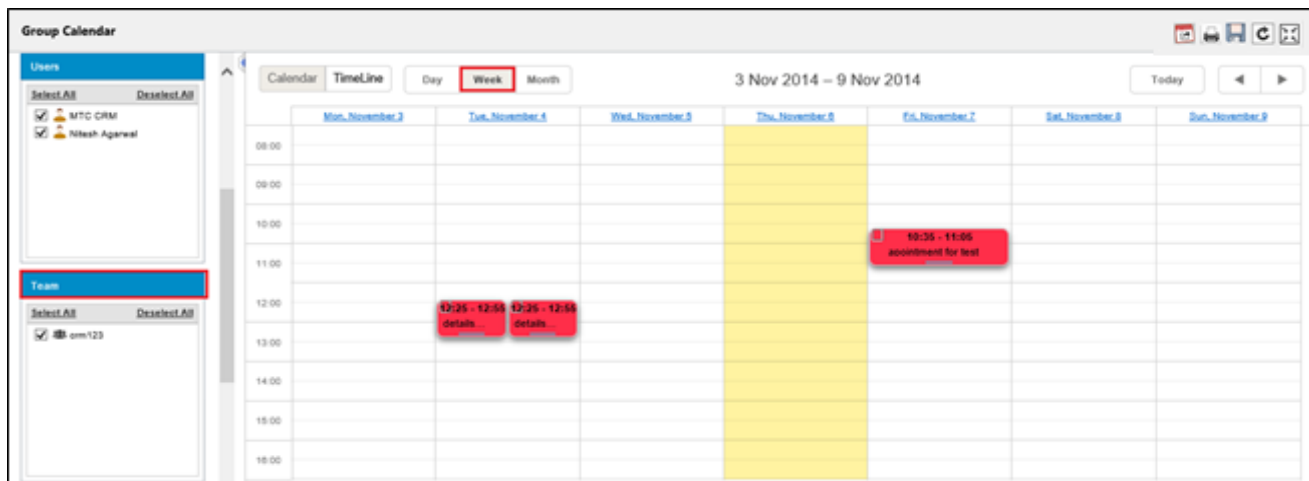 Group Calendar
Users
Select All Deselect All
MTC CRM
Nitesh Agarwal
Team
Select All Deselect All
crm123
Calendar TimeLine Day Week Month
3 Nov 2014 – 9 Nov 2014
Today
Mon, November 3 Tue, November 4 Wed, November 5 Thu, November 6 Fri, November 7 Sat, November 8 Sun, November 9
08:00
09:00
10:00
10:35 - 11:05
apointment for test
11:00
12:00
12:25 - 12:55 12:25 - 12:55
details... details...
13:00
14:00
15:00
16:00